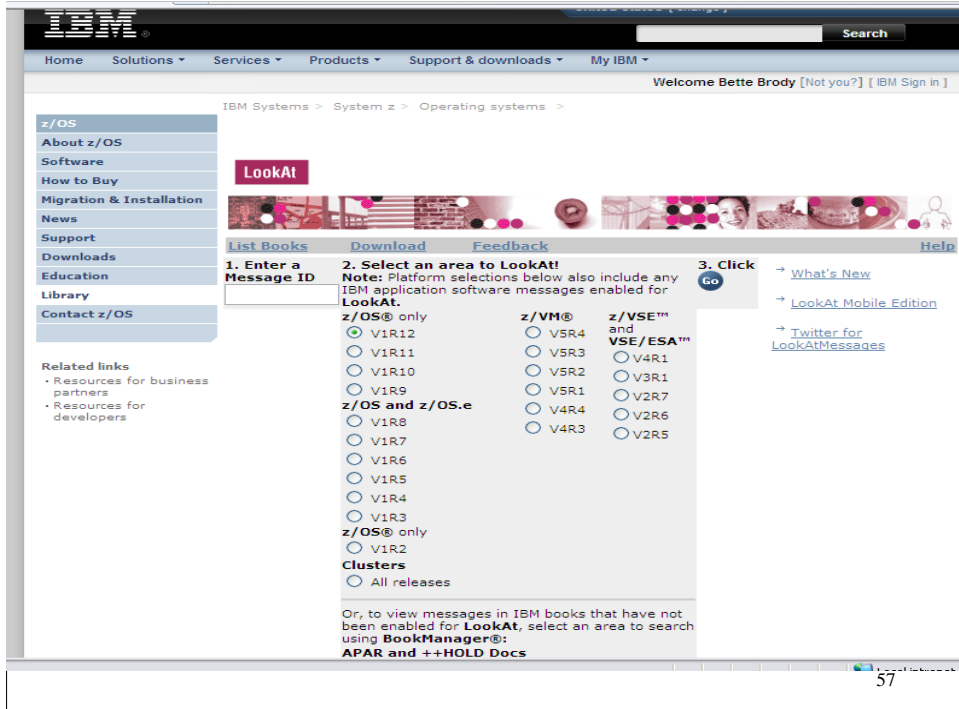 IBM®
Search
Home Solutions Services Products Support & downloads My IBM
Welcome Bette Brody [Not you?] [ IBM Sign in ]
IBM Systems > System z > Operating systems >
z/OS
About z/OS
Software
How to Buy
Migration & Installation
News
Support
Downloads
Education
Library
Contact z/OS
Related links
• Resources for business
partners
• Resources for
developers
LookAt
List Books Download Feedback Help
1. Enter a
Message ID
2. Select an area to LookAt!
Note: Platform selections below also include any
IBM application software messages enabled for
LookAt.
z/OS® only
V1R12
V1R11
V1R10
V1R9
z/OS and z/OS.e
V1R8
V1R7
V1R6
V1R5
V1R4
V1R3
z/OS® only
V1R2
Clusters
All releases
z/VM®
V5R4
V5R3
V5R2
V5R1
V4R4
V4R3
z/VSE™
and
VSE/ESA™
V4R1
V3R1
V2R7
V2R6
V2R5
Or, to view messages in IBM books that have not
been enabled for LookAt, select an area to search
using BookManager®:
APAR and ++HOLD Docs
3. Click
Go
→ What's New
→ LookAt Mobile Edition
→ Twitter for
LookAtMessages
57